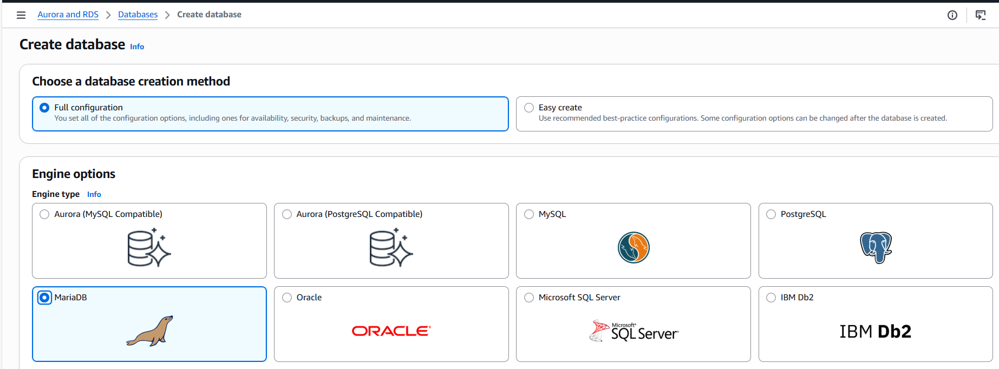 Aurora and RDS > Databases > Create database
Create database Info
Choose a database creation method
Full configuration
You set all of the configuration options, including ones for availability, security, backups, and maintenance.
Easy create
Use recommended best-practice configurations. Some configuration options can be changed after the database is created.
Engine options
Engine type Info
Aurora (MySQL Compatible)
Aurora (PostgreSQL Compatible)
MySQL
PostgreSQL
MariaDB
Oracle
ORACLE®
Microsoft SQL Server
Microsoft®
SQL Server®
IBM Db2
IBM Db2